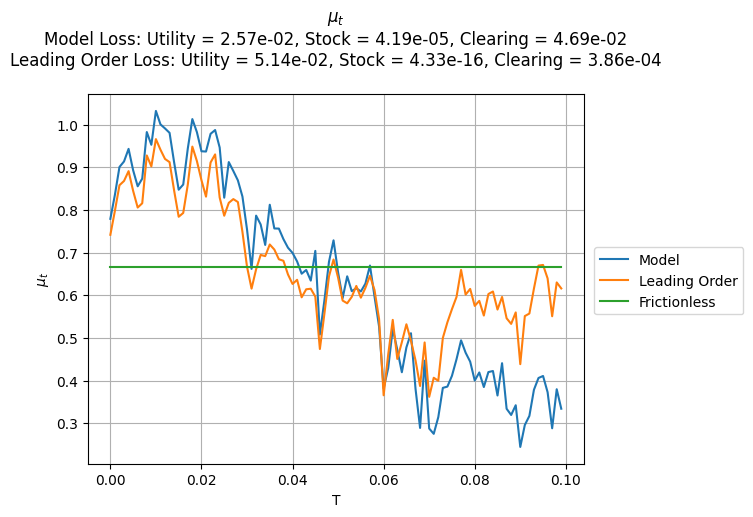 μt
Model Loss: Utility = 2.57e-02, Stock = 4.19e-05, Clearing = 4.69e-02
Leading Order Loss: Utility = 5.14e-02, Stock = 4.33e-16, Clearing = 3.86e-04
1.0
0.9
0.8
0.7
0.6
0.5
0.4
0.3
μt
0.00
0.02
0.04
0.06
0.08
0.10
T
Model
Leading Order
Frictionless